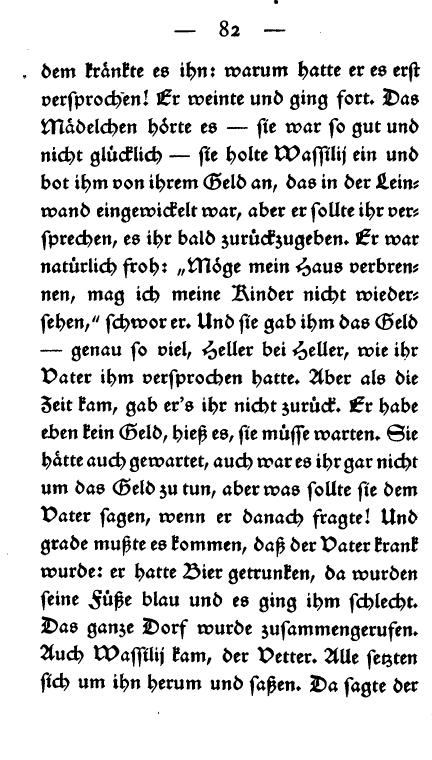 — 82 —
dem kränkte es ihn: warum hatte er es erst
versprochen! Er weinte und ging fort. Das
Mädelchen hörte es — sie war so gut und
nicht glücklich — sie holte Wassilij ein und
bot ihm von ihrem Geld an, das in der Lein-
wand eingewickelt war, aber er sollte ihr ver-
sprechen, es ihr bald zurückzugeben. Er war
natürlich froh: „Möge mein Haus verbren-
nen, mag ich meine Kinder nicht wieder-
sehen,“ schwor er. Und sie gab ihm das Geld
— genau so viel, Heller bei Heller, wie ihr
Vater ihm versprochen hatte. Aber als die
Zeit kam, gab er's ihr nicht zurück. Er habe
eben kein Geld, hieß es, sie müsse warten. Sie
hätte auch gewartet, auch war es ihr gar nicht
um das Geld zu tun, aber was sollte sie dem
Vater sagen, wenn er danach fragte! Und
grade mußte es kommen, daß der Vater krank
wurde: er hatte Bier getrunken, da wurden
seine Füße blau und es ging ihm schlecht.
Das ganze Dorf wurde zusammengerufen.
Auch Wassilij kam, der Vetter. Alle setzten
sich um ihn herum und saßen. Da sagte der